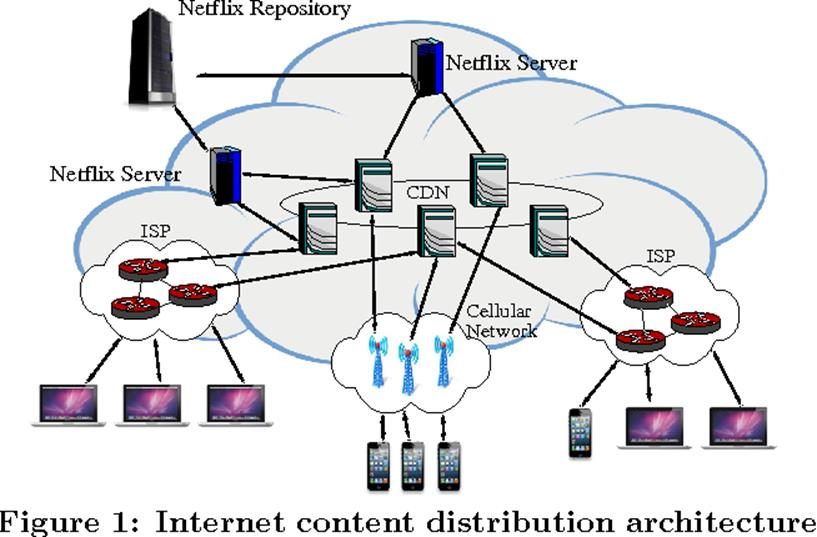 Netflix Repository
Netflix Server
Netflix Server
CDN
ISP
ISP
Cellular
Network
Figure 1: Internet content distribution architecture